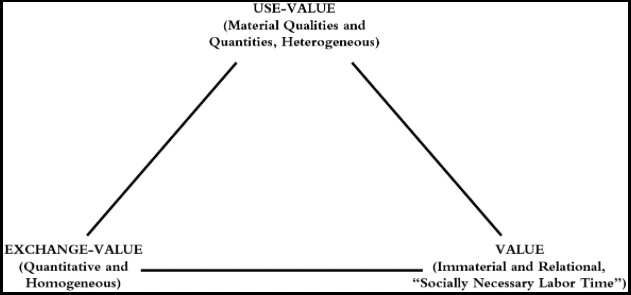 USE-VALUE
(Material Qualities and
Quantities, Heterogeneous)
EXCHANGE-VALUE
(Quantitative and
Homogeneous)
VALUE
(Immaterial and Relational,
“Socially Necessary Labor Time”)